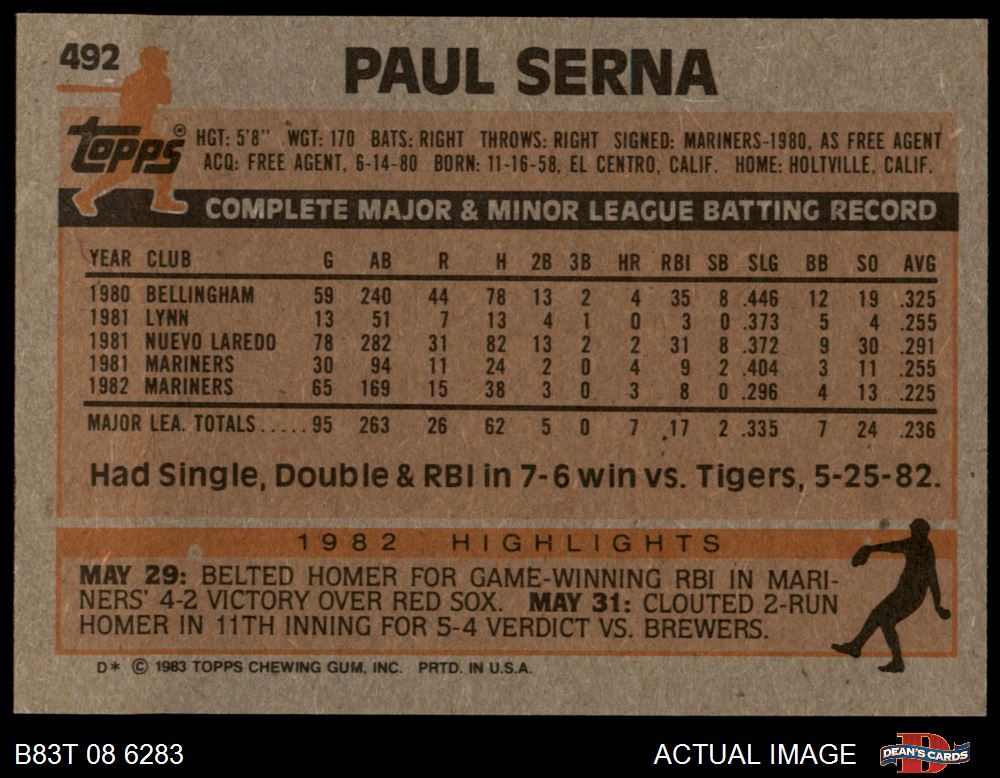 492
PAUL SERNA
Topps®
HGT: 5'8" WGT: 170 BATS: RIGHT THROWS: RIGHT SIGNED: MARINERS-1980, AS FREE AGENT
ACQ: FREE AGENT, 6-14-80 BORN: 11-16-58, EL CENTRO, CALIF. HOME: HOLTVILLE, CALIF.
COMPLETE MAJOR & MINOR LEAGUE BATTING RECORD
YEAR CLUB G AB R H 2B 3B HR RBI SB SLG BB SO AVG
1980 BELLINGHAM 59 240 44 78 13 2 4 35 8 .446 12 19 .325
1981 LYNN 13 51 7 13 4 1 0 3 0 .373 5 4 .255
1981 NUEVO LAREDO 78 282 31 82 13 2 2 31 8 .372 9 30 .291
1981 MARINERS 30 94 11 24 2 0 4 9 2 .404 3 11 .255
1982 MARINERS 65 169 15 38 3 0 3 8 0 .296 4 13 .225
MAJOR LEA. TOTALS.....95 263 26 62 5 0 7 17 2 .335 7 24 .236
Had Single, Double & RBI in 7-6 win vs. Tigers, 5-25-82.
1982 HIGHLIGHTS
MAY 29: BELTED HOMER FOR GAME-WINNING RBI IN MARI-
NERS' 4-2 VICTORY OVER RED SOX. MAY 31: CLOUTED 2-RUN
HOMER IN 11TH INNING FOR 5-4 VERDICT VS. BREWERS.
D* © 1983 TOPPS CHEWING GUM, INC. PRTD. IN U.S.A.
B83T 08 6283
ACTUAL IMAGE
DEAN'S CARDS